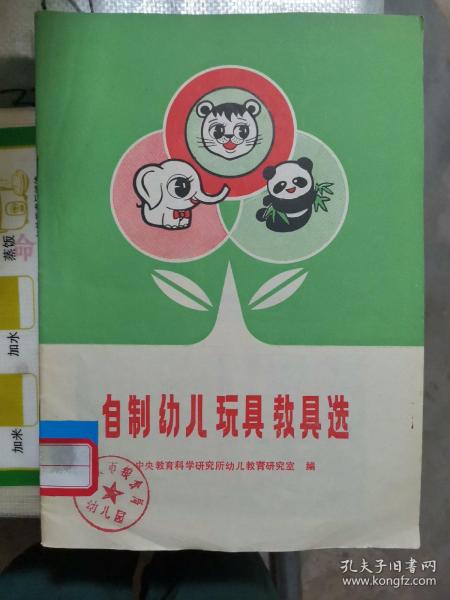 自制幼儿玩具教具选
中央教育科学研究所幼儿教育研究室 编
幼儿园
蒸饭
加水
加米
孔夫子旧书网
www.kongfz.com